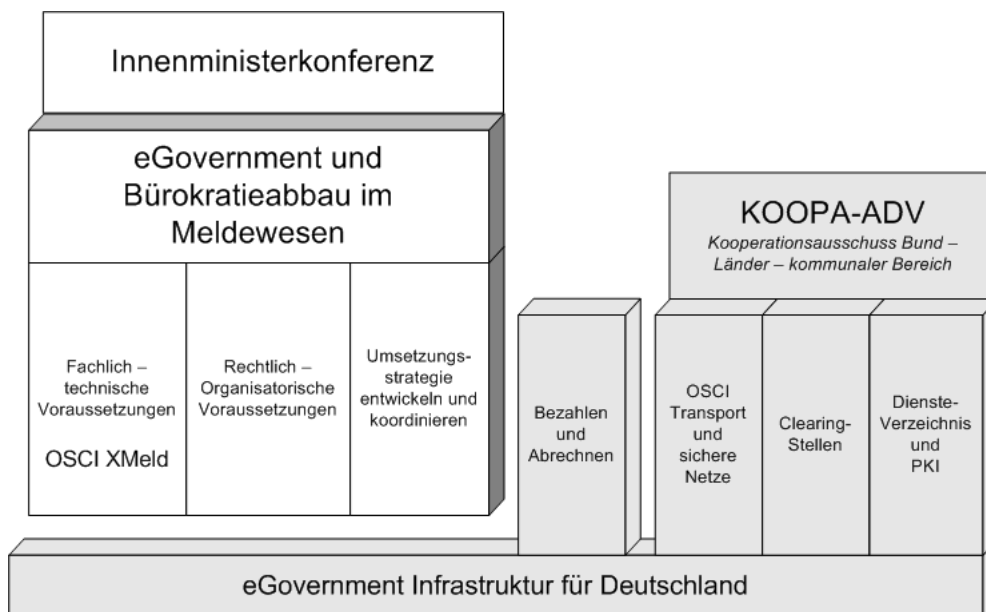 Innenministerkonferenz
eGovernment und
Bürokratieabbau im
Meldewesen
Fachlich –
technische
Voraussetzungen
OSCI XMeld
Rechtlich –
Organisatorische
Voraussetzungen
Umsetzungs-
strategie
entwickeln und
koordinieren
Bezahlen
und
Abrechnen
KOOPA-ADV
Kooperationsausschuss Bund –
Länder – kommunaler Bereich
OSCI
Transport
und
sichere
Netze
Clearing-
Stellen
Dienste-
Verzeichnis
und
PKI
eGovernment Infrastruktur für Deutschland